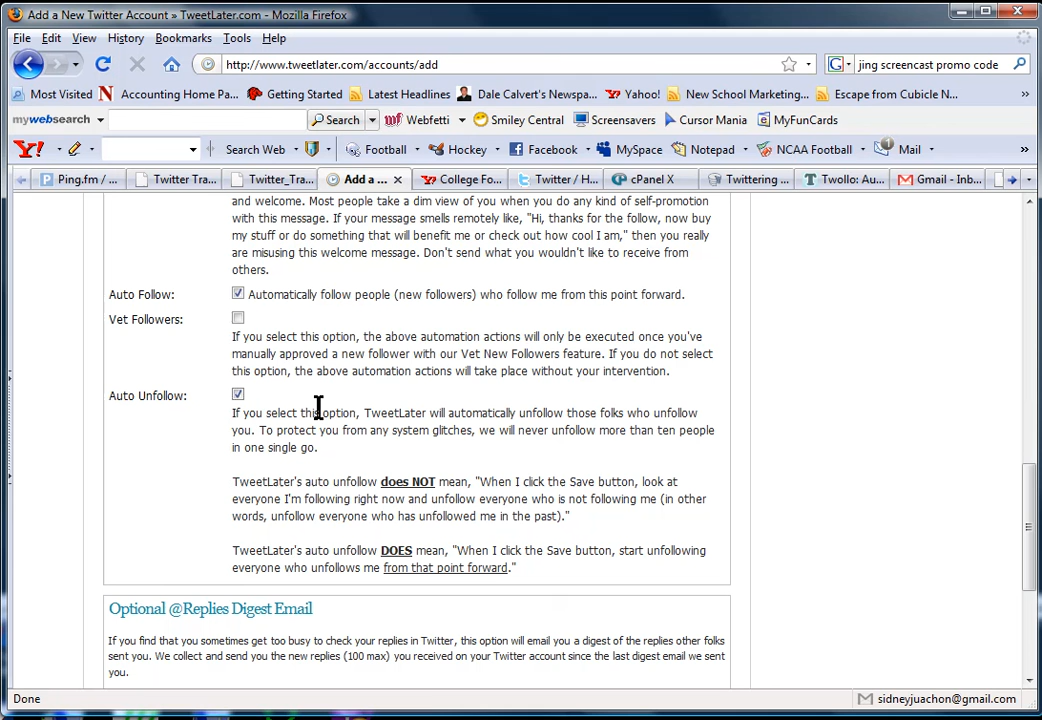 Add a New Twitter Account » TweetLater.com - Mozilla Firefox
File Edit View History Bookmarks Tools Help
http://www.tweetlater.com/accounts/add
jing screencast promo code
Most Visited Accounting Home Pa... Getting Started Latest Headlines Dale Calvert's Newspa... Yahoo! New School Marketing... Escape from Cubicle N... »
mywebsearch Search Webfetti Smiley Central Screensavers Cursor Mania MyFunCards
Y! Search Web Football Hockey Facebook MySpace Notepad NCAA Football Mail »
Ping.fm / ... Twitter Tra... Twitter_Tra... Add a ... College Fo... Twitter / H... cPanel X Twittering ... Twollo: Au... Gmail - Inb...
and welcome. Most people take a dim view of you when you do any kind of self-promotion
with this message. If your message smells remotely like, "Hi, thanks for the follow, now buy
my stuff or do something that will benefit me or check out how cool I am," then you really
are misusing this welcome message. Don't send what you wouldn't like to receive from
others.
Auto Follow: Automatically follow people (new followers) who follow me from this point forward.
Vet Followers:
If you select this option, the above automation actions will only be executed once you've
manually approved a new follower with our Vet New Followers feature. If you do not select
this option, the above automation actions will take place without your intervention.
Auto Unfollow:
If you select this option, TweetLater will automatically unfollow those folks who unfollow
you. To protect you from any system glitches, we will never unfollow more than ten people
in one single go.
TweetLater's auto unfollow does NOT mean, "When I click the Save button, look at
everyone I'm following right now and unfollow everyone who is not following me (in other
words, unfollow everyone who has unfollowed me in the past)."
TweetLater's auto unfollow DOES mean, "When I click the Save button, start unfollowing
everyone who unfollows me from that point forward."
Optional @Replies Digest Email
If you find that you sometimes get too busy to check your replies in Twitter, this option will email you a digest of the replies other folks
sent you. We collect and send you the new replies (100 max) you received on your Twitter account since the last digest email we sent
you.
Done sidneyjuachon@gmail.com